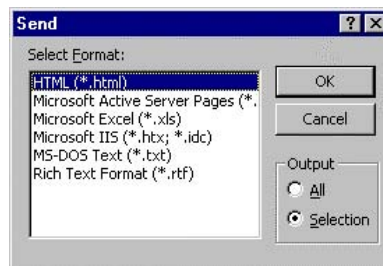 Send
Select Format:
HTML (*.html)
Microsoft Active Server Pages (*.
Microsoft Excel (*.xls)
Microsoft IIS (*.htx; *.idc)
MS-DOS Text (*.txt)
Rich Text Format (*.rtf)
OK
Cancel
Output
All
Selection